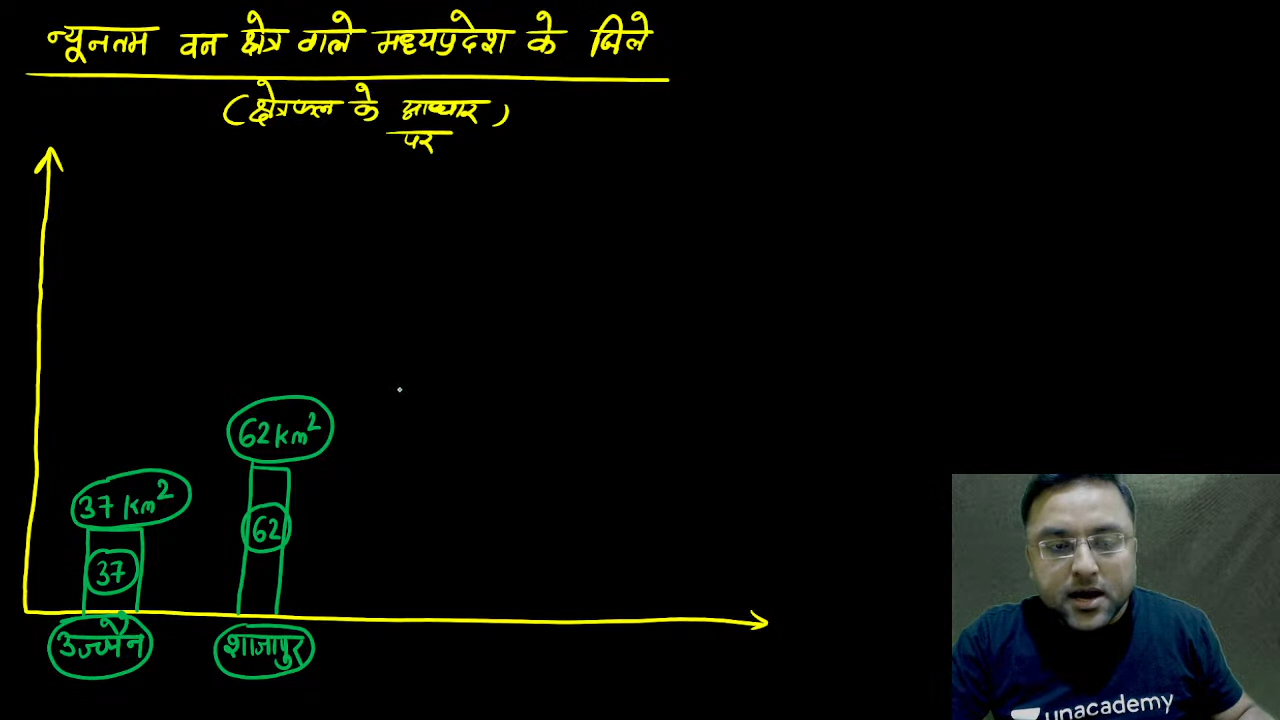 न्यूनतम वन क्षेत्र वाले मध्यप्रदेश के जिले
(क्षेत्रफल के आधार पर)
62 km²
37 km²
62
37
उज्जैन
शाजापुर
unacademy